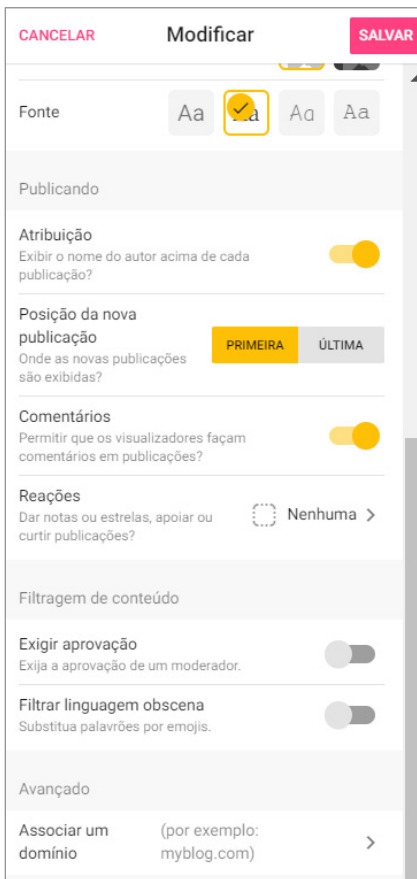 CANCELAR Modificar SALVAR
Fonte Aa Aa Aa Aa
Publicando
Atribuição
Exibir o nome do autor acima de cada
publicação?
Posição da nova
publicação
PRIMEIRA ÚLTIMA
Onde as novas publicações
são exibidas?
Comentários
Permitir que os visualizadores façam
comentários em publicações?
Reações
Dar notas ou estrelas, apoiar ou
curtir publicações?
Nenhuma
Filtragem de conteúdo
Exigir aprovação
Exija a aprovação de um moderador.
Filtrar linguagem obscena
Substitua palavrões por emojis.
Avançado
Associar um (por exemplo:
domínio myblog.com)